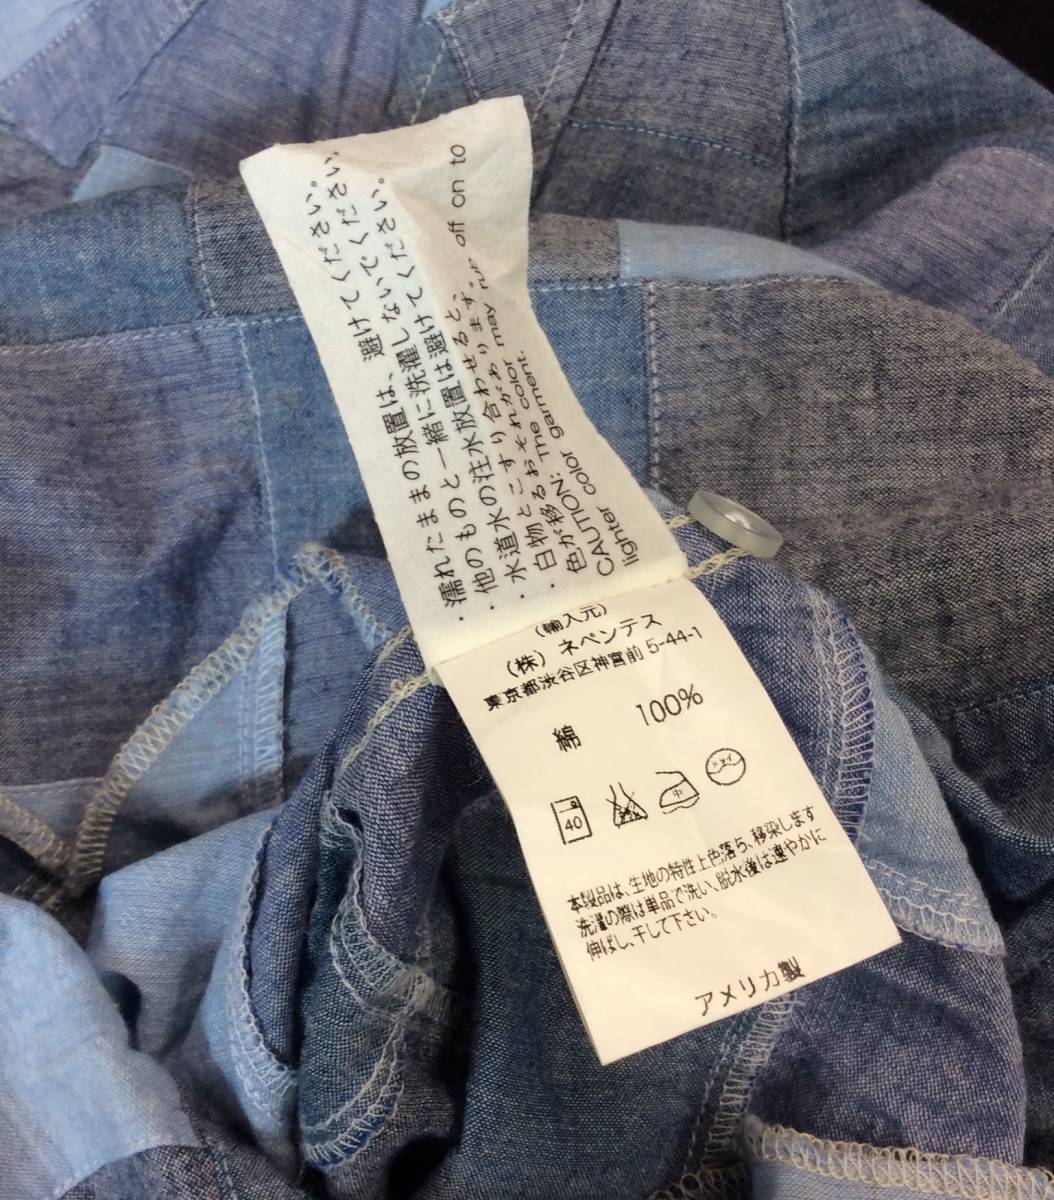 ・濡れたままの放置は、避けてください。
・他のものと一緒に洗濯しないでください。
・水道水の注水放置は避けてください。
・白物とこすり合わせると、
色が移るおそれがあります。
CAUTION: The color may rub off on to
lighter color garment.
(輸入元)
(株) ネペンテス
東京都渋谷区神宮前 5-44-1
綿 100%
40
中
ドライ
本製品は、生地の特性上色落ち、移染します
洗濯の際は単品で洗い、脱水後は速やかに
伸ばし、干して下さい。
アメリカ製